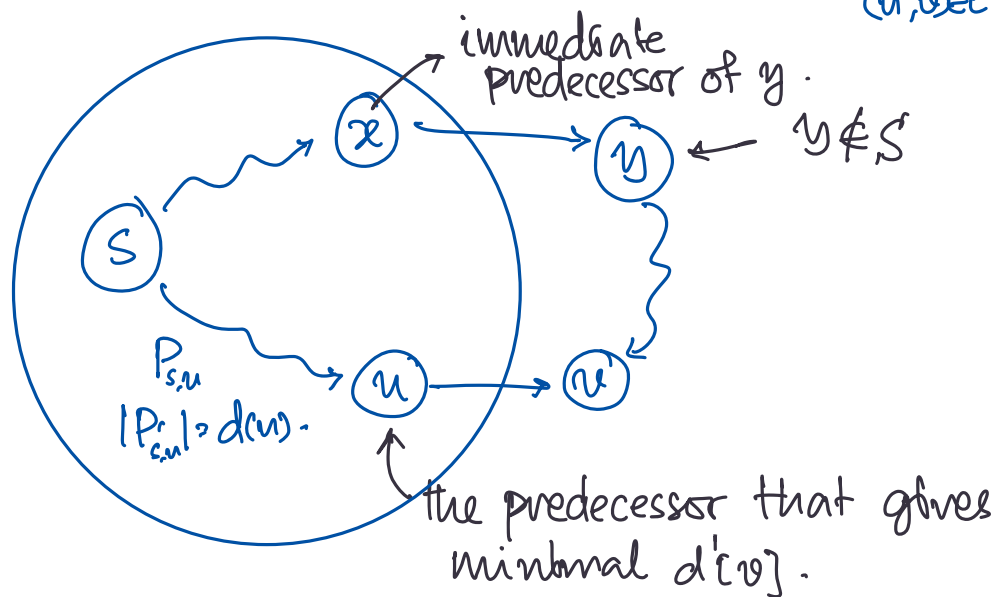 (u,v)∈E
immediate
predecessor of y.
x
y
y ∉ S
S
P_{s,u}
|P_{s,u}| = d(u).
u
v
the predecessor that gives
minimal d'[v].